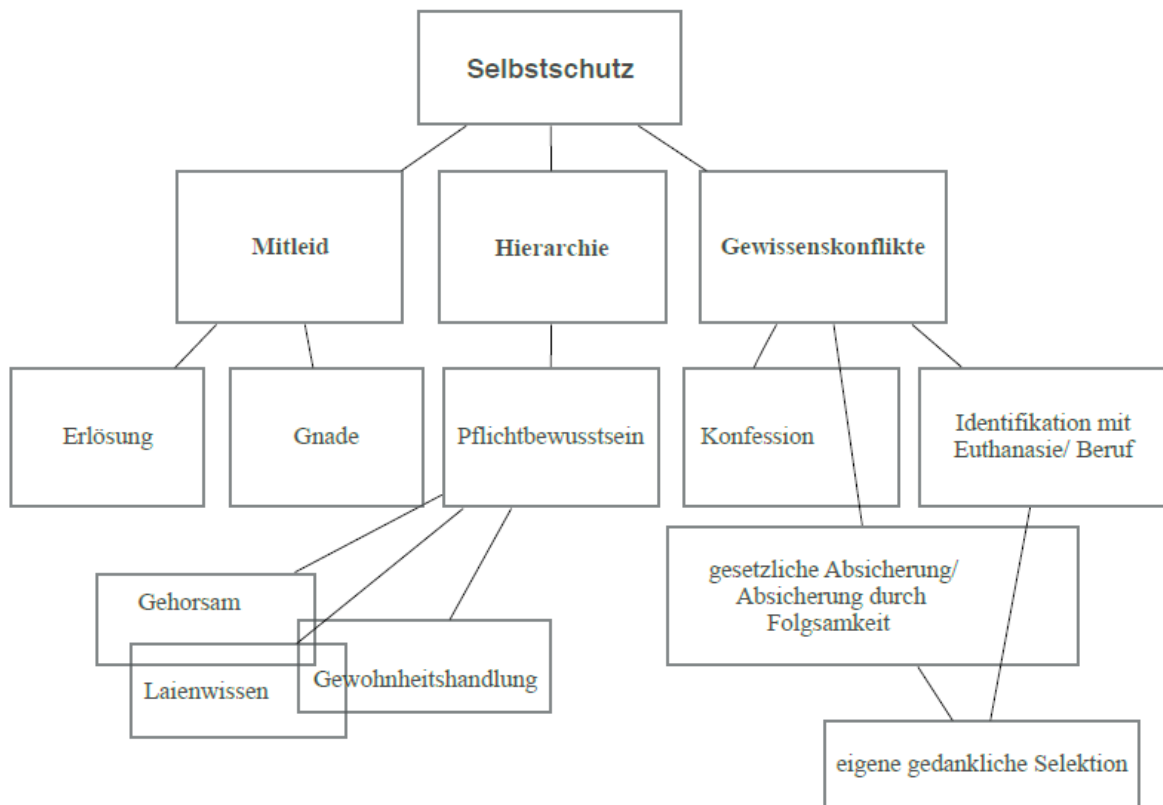 Selbstschutz
Mitleid
Hierarchie
Gewissenskonflikte
Erlösung
Gnade
Pflichtbewusstsein
Konfession
Identifikation mit
Euthanasie/ Beruf
gesetzliche Absicherung/
Absicherung durch
Folgsamkeit
Gehorsam
Laienwissen
Gewohnheitshandlung
eigene gedankliche Selektion